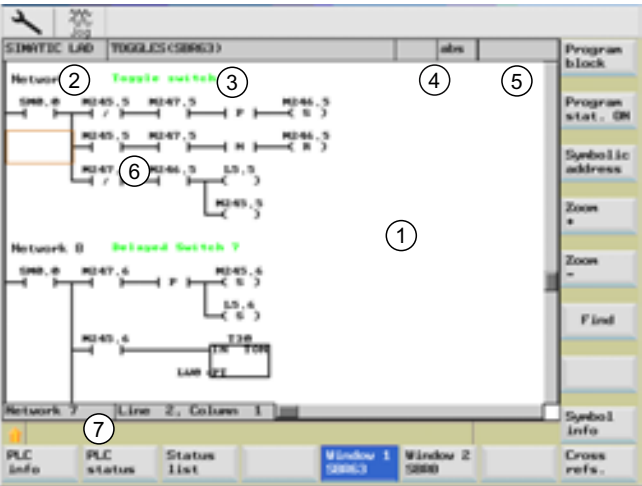 Jog
SIMATIC LAD TOGGLES(SBR63) abs
Program block
② ③ ④ ⑤
Network Toggle switch
SM0.0 M245.5 M247.5 M246.5
/ P S
Program stat. ON
M245.5 M247.5
N R
Symbolic address
⑥
M247. M246.5 L5.5
/
M245.5
Zoom +
①
Network 8 Delayed Switch 7
SM0.0 M247.6 M245.6
P S
Zoom -
L5.6
S
Find
M245.6
IN TON
LW0 PT
Network 7 Line 2, Column 1
⑦
Symbol info
PLC info
PLC status
Status list
Window 1 SBR63
Window 2 SBR0
Cross refs.